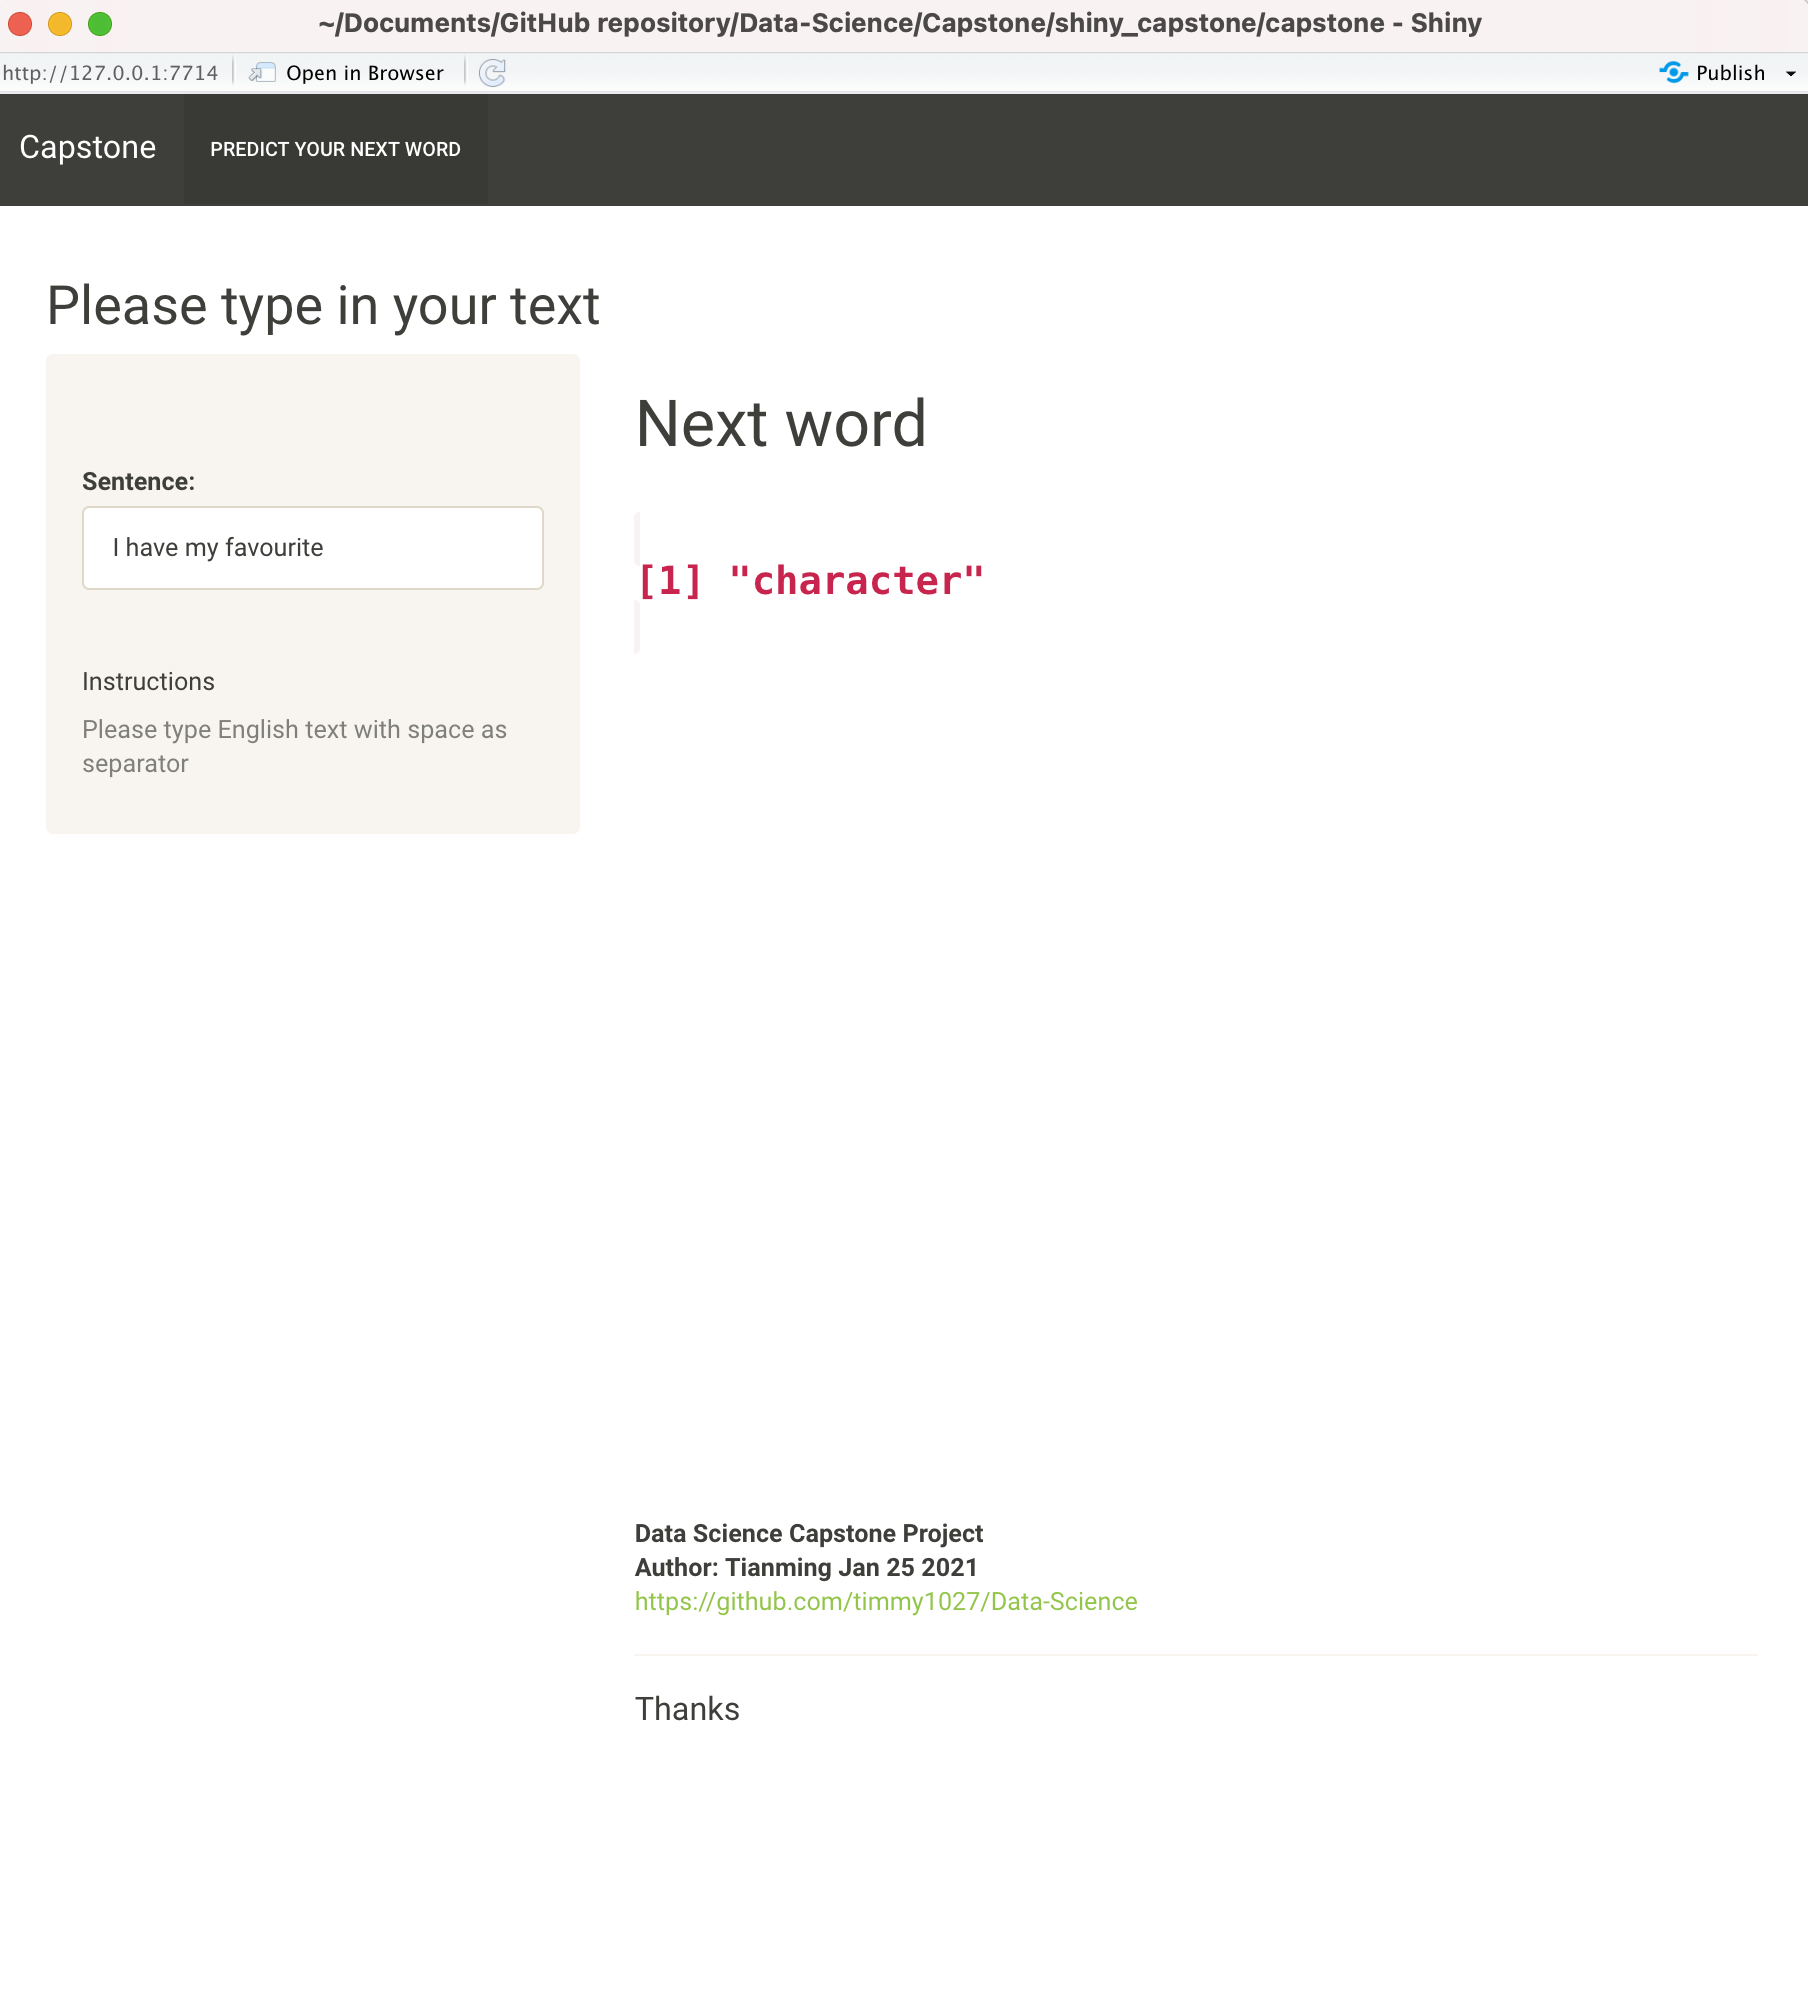 ~/Documents/GitHub repository/Data-Science/Capstone/shiny_capstone/capstone - Shiny
http://127.0.0.1:7714 Open in Browser Publish
Capstone PREDICT YOUR NEXT WORD
Please type in your text
Sentence:
I have my favourite
Instructions
Please type English text with space as
separator
Next word
[1] "character"
Data Science Capstone Project
Author: Tianming Jan 25 2021
https://github.com/timmy1027/Data-Science
Thanks